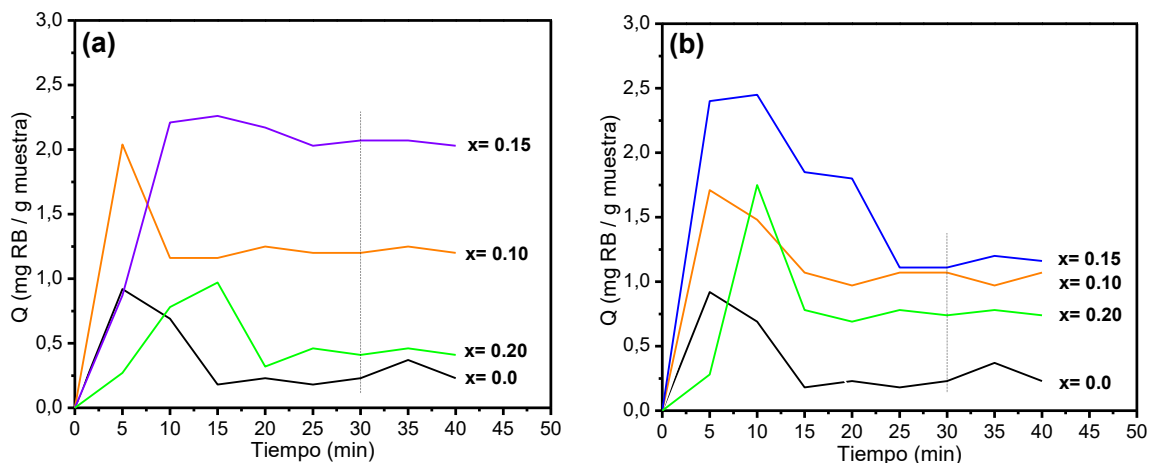 (a)
Q (mg RB / g muestra)
3,0
2,5
2,0
1,5
1,0
0,5
0,0
x= 0.15
x= 0.10
x= 0.20
x= 0.0
0 5 10 15 20 25 30 35 40 45 50
Tiempo (min)
(b)
Q (mg RB / g muestra)
3,0
2,5
2,0
1,5
1,0
0,5
0,0
x= 0.15
x= 0.10
x= 0.20
x= 0.0
0 5 10 15 20 25 30 35 40 45 50
Tiempo (min)